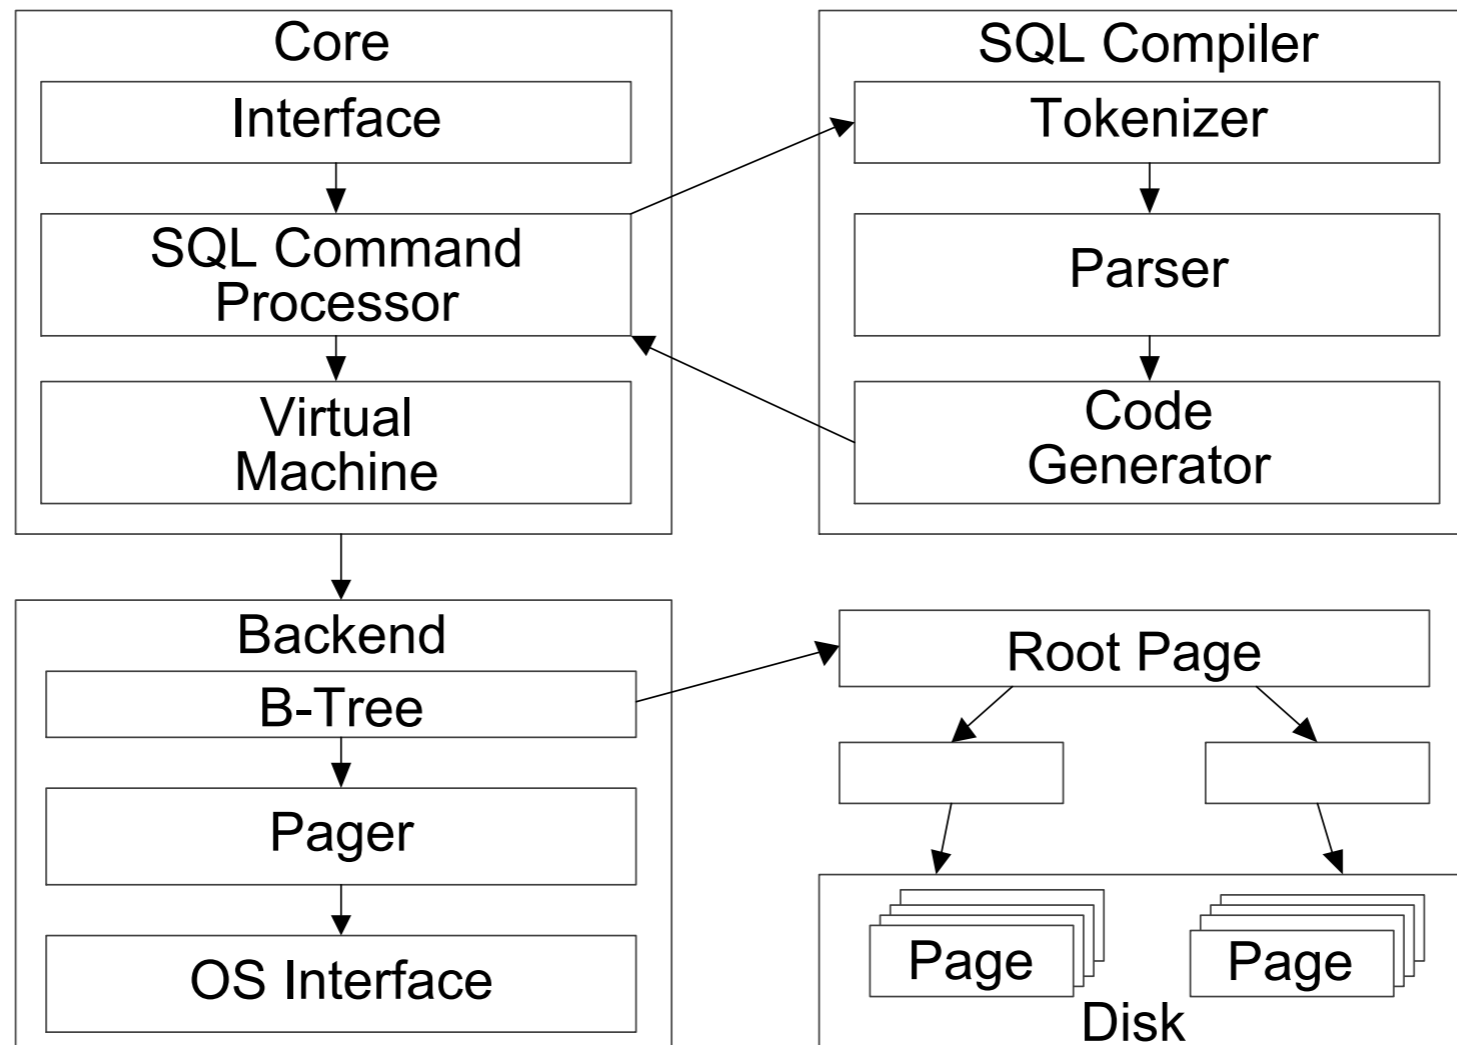 Core
Interface
SQL Command
Processor
Virtual
Machine
SQL Compiler
Tokenizer
Parser
Code
Generator
Backend
B-Tree
Pager
OS Interface
Root Page
Page
Page
Disk